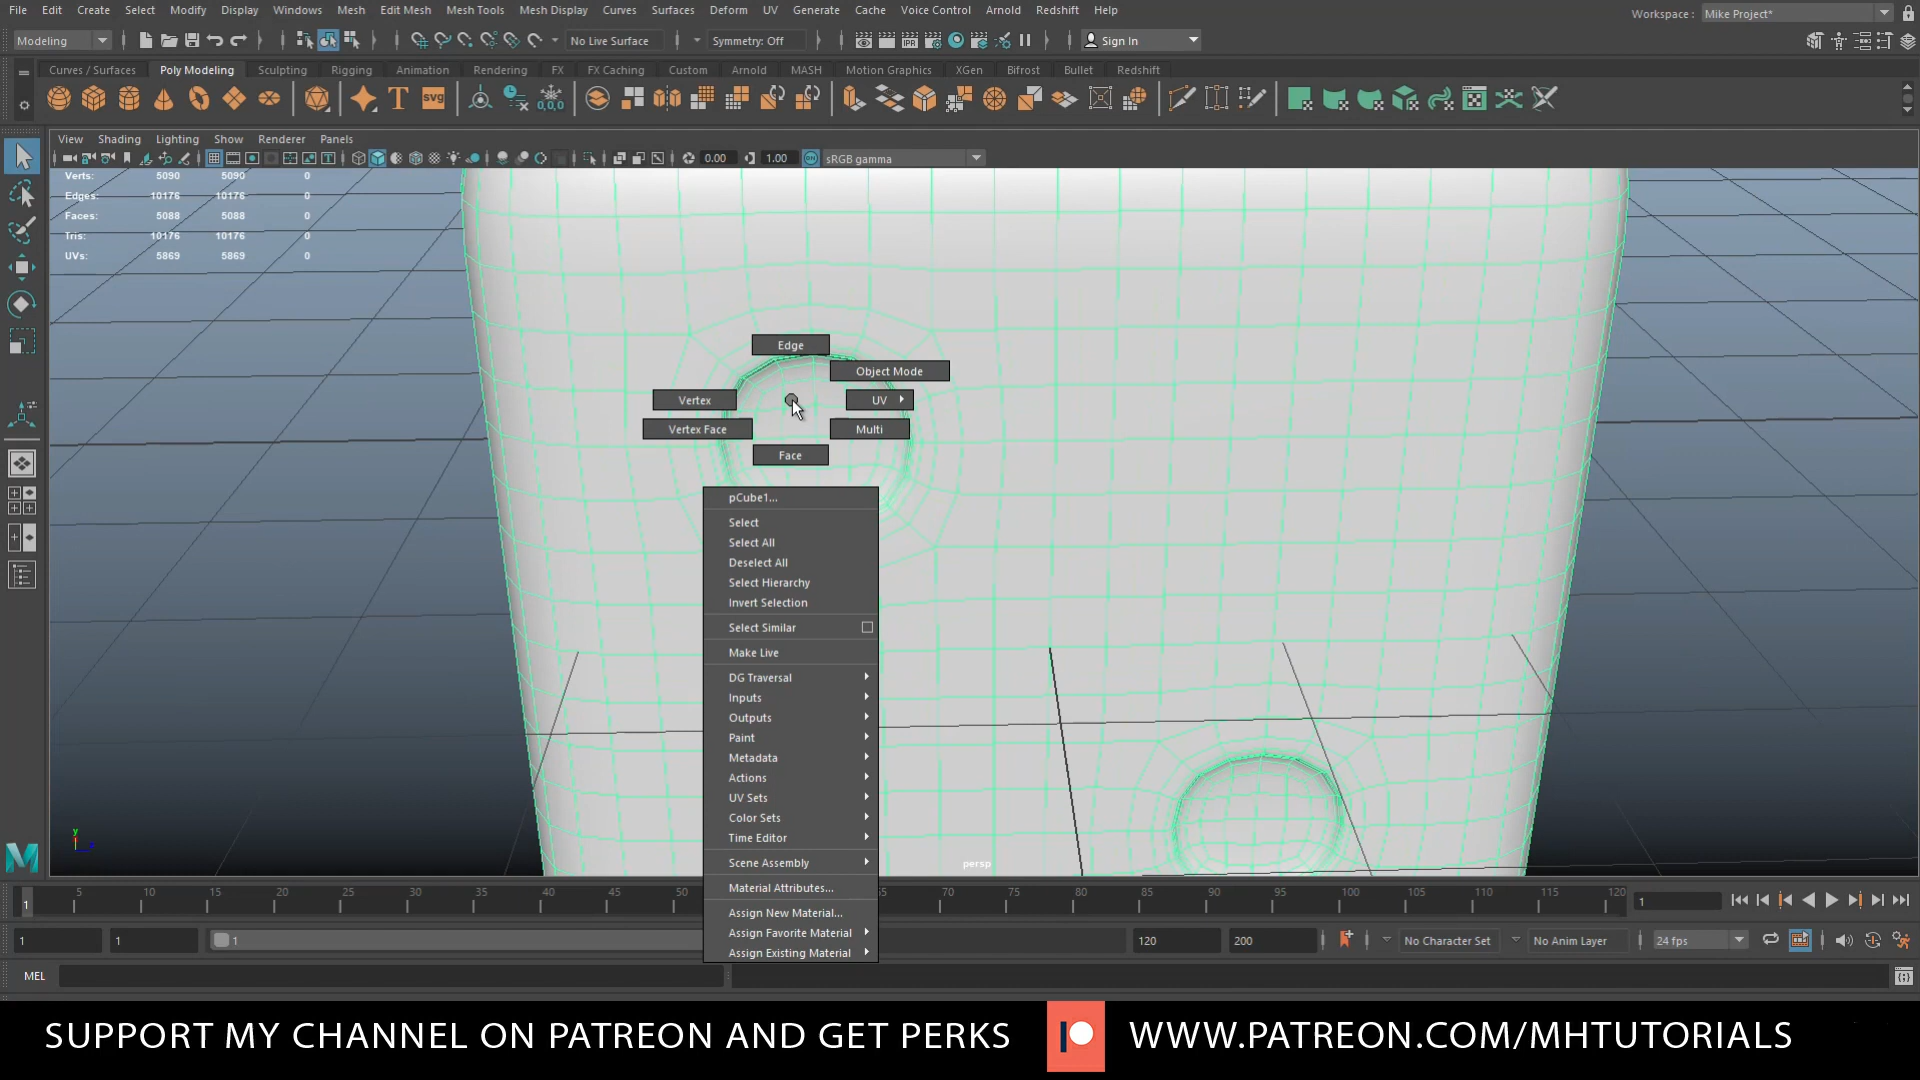 File Edit Create Select Modify Display Windows Mesh Edit Mesh Mesh Tools Mesh Display Curves Surfaces Deform UV Generate Cache Voice Control Arnold Redshift Help
Workspace : Mike Project*
Modeling No Live Surface Symmetry: Off Sign In
Curves / Surfaces Poly Modeling Sculpting Rigging Animation Rendering FX FX Caching Custom Arnold MASH Motion Graphics XGen Bifrost Bullet Redshift
T SVG 0,0,0
View Shading Lighting Show Renderer Panels
0.00 1.00 sRGB gamma
Verts: 5090 5090 0
Edges: 10176 10176 0
Faces: 5088 5088 0
Tris: 10176 10176 0
UVs: 5869 5869 0
Edge
Object Mode
Vertex UV
Vertex Face Multi
Face
pCube1...
Select
Select All
Deselect All
Select Hierarchy
Invert Selection
Select Similar
Make Live
DG Traversal
Inputs
Outputs
Paint
Metadata
Actions
UV Sets
Color Sets
Time Editor
Scene Assembly
Material Attributes...
Assign New Material...
Assign Favorite Material
Assign Existing Material
y
persp
1 5 10 15 20 25 30 35 40 45 50 65 70 75 80 85 90 95 100 105 110 115 120 1
1 1 1 120 200 No Character Set No Anim Layer 24 fps
MEL
SUPPORT MY CHANNEL ON PATREON AND GET PERKS WWW.PATREON.COM/MHTUTORIALS